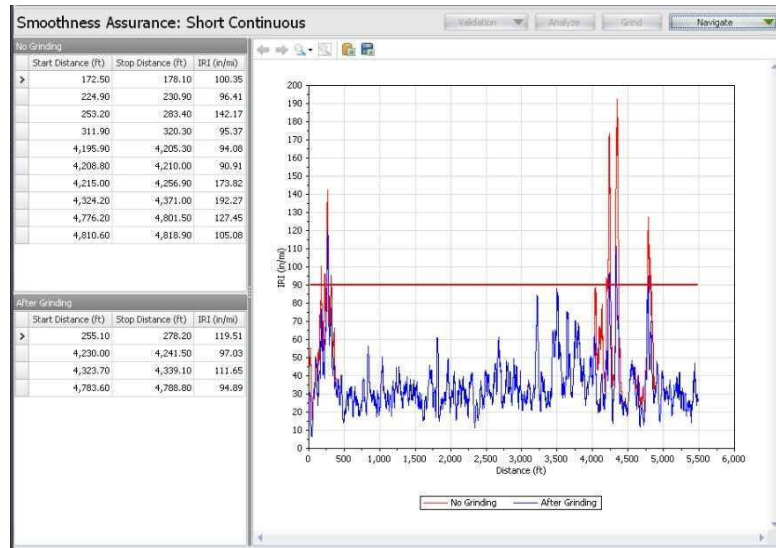 Smoothness Assurance: Short Continuous
Validation Analyze Grind Navigate
No Grinding
Start Distance (ft) Stop Distance (ft) IRI (in/mi)
172.50 178.10 100.35
224.90 230.90 96.41
253.20 283.40 142.17
311.90 320.30 95.37
4,195.90 4,205.30 94.08
4,208.80 4,210.00 90.91
4,215.00 4,256.90 173.82
4,324.20 4,371.00 192.27
4,776.20 4,801.50 127.45
4,810.60 4,818.90 105.08
After Grinding
Start Distance (ft) Stop Distance (ft) IRI (in/mi)
255.10 278.20 119.51
4,230.00 4,241.50 97.03
4,323.70 4,339.10 111.65
4,783.60 4,788.80 94.89
200
190
180
170
160
150
140
130
120
110
100
90
80
70
60
50
40
30
20
10
0
IRI (in/mi)
0 500 1,000 1,500 2,000 2,500 3,000 3,500 4,000 4,500 5,000 5,500 6,000
Distance (ft)
No Grinding After Grinding